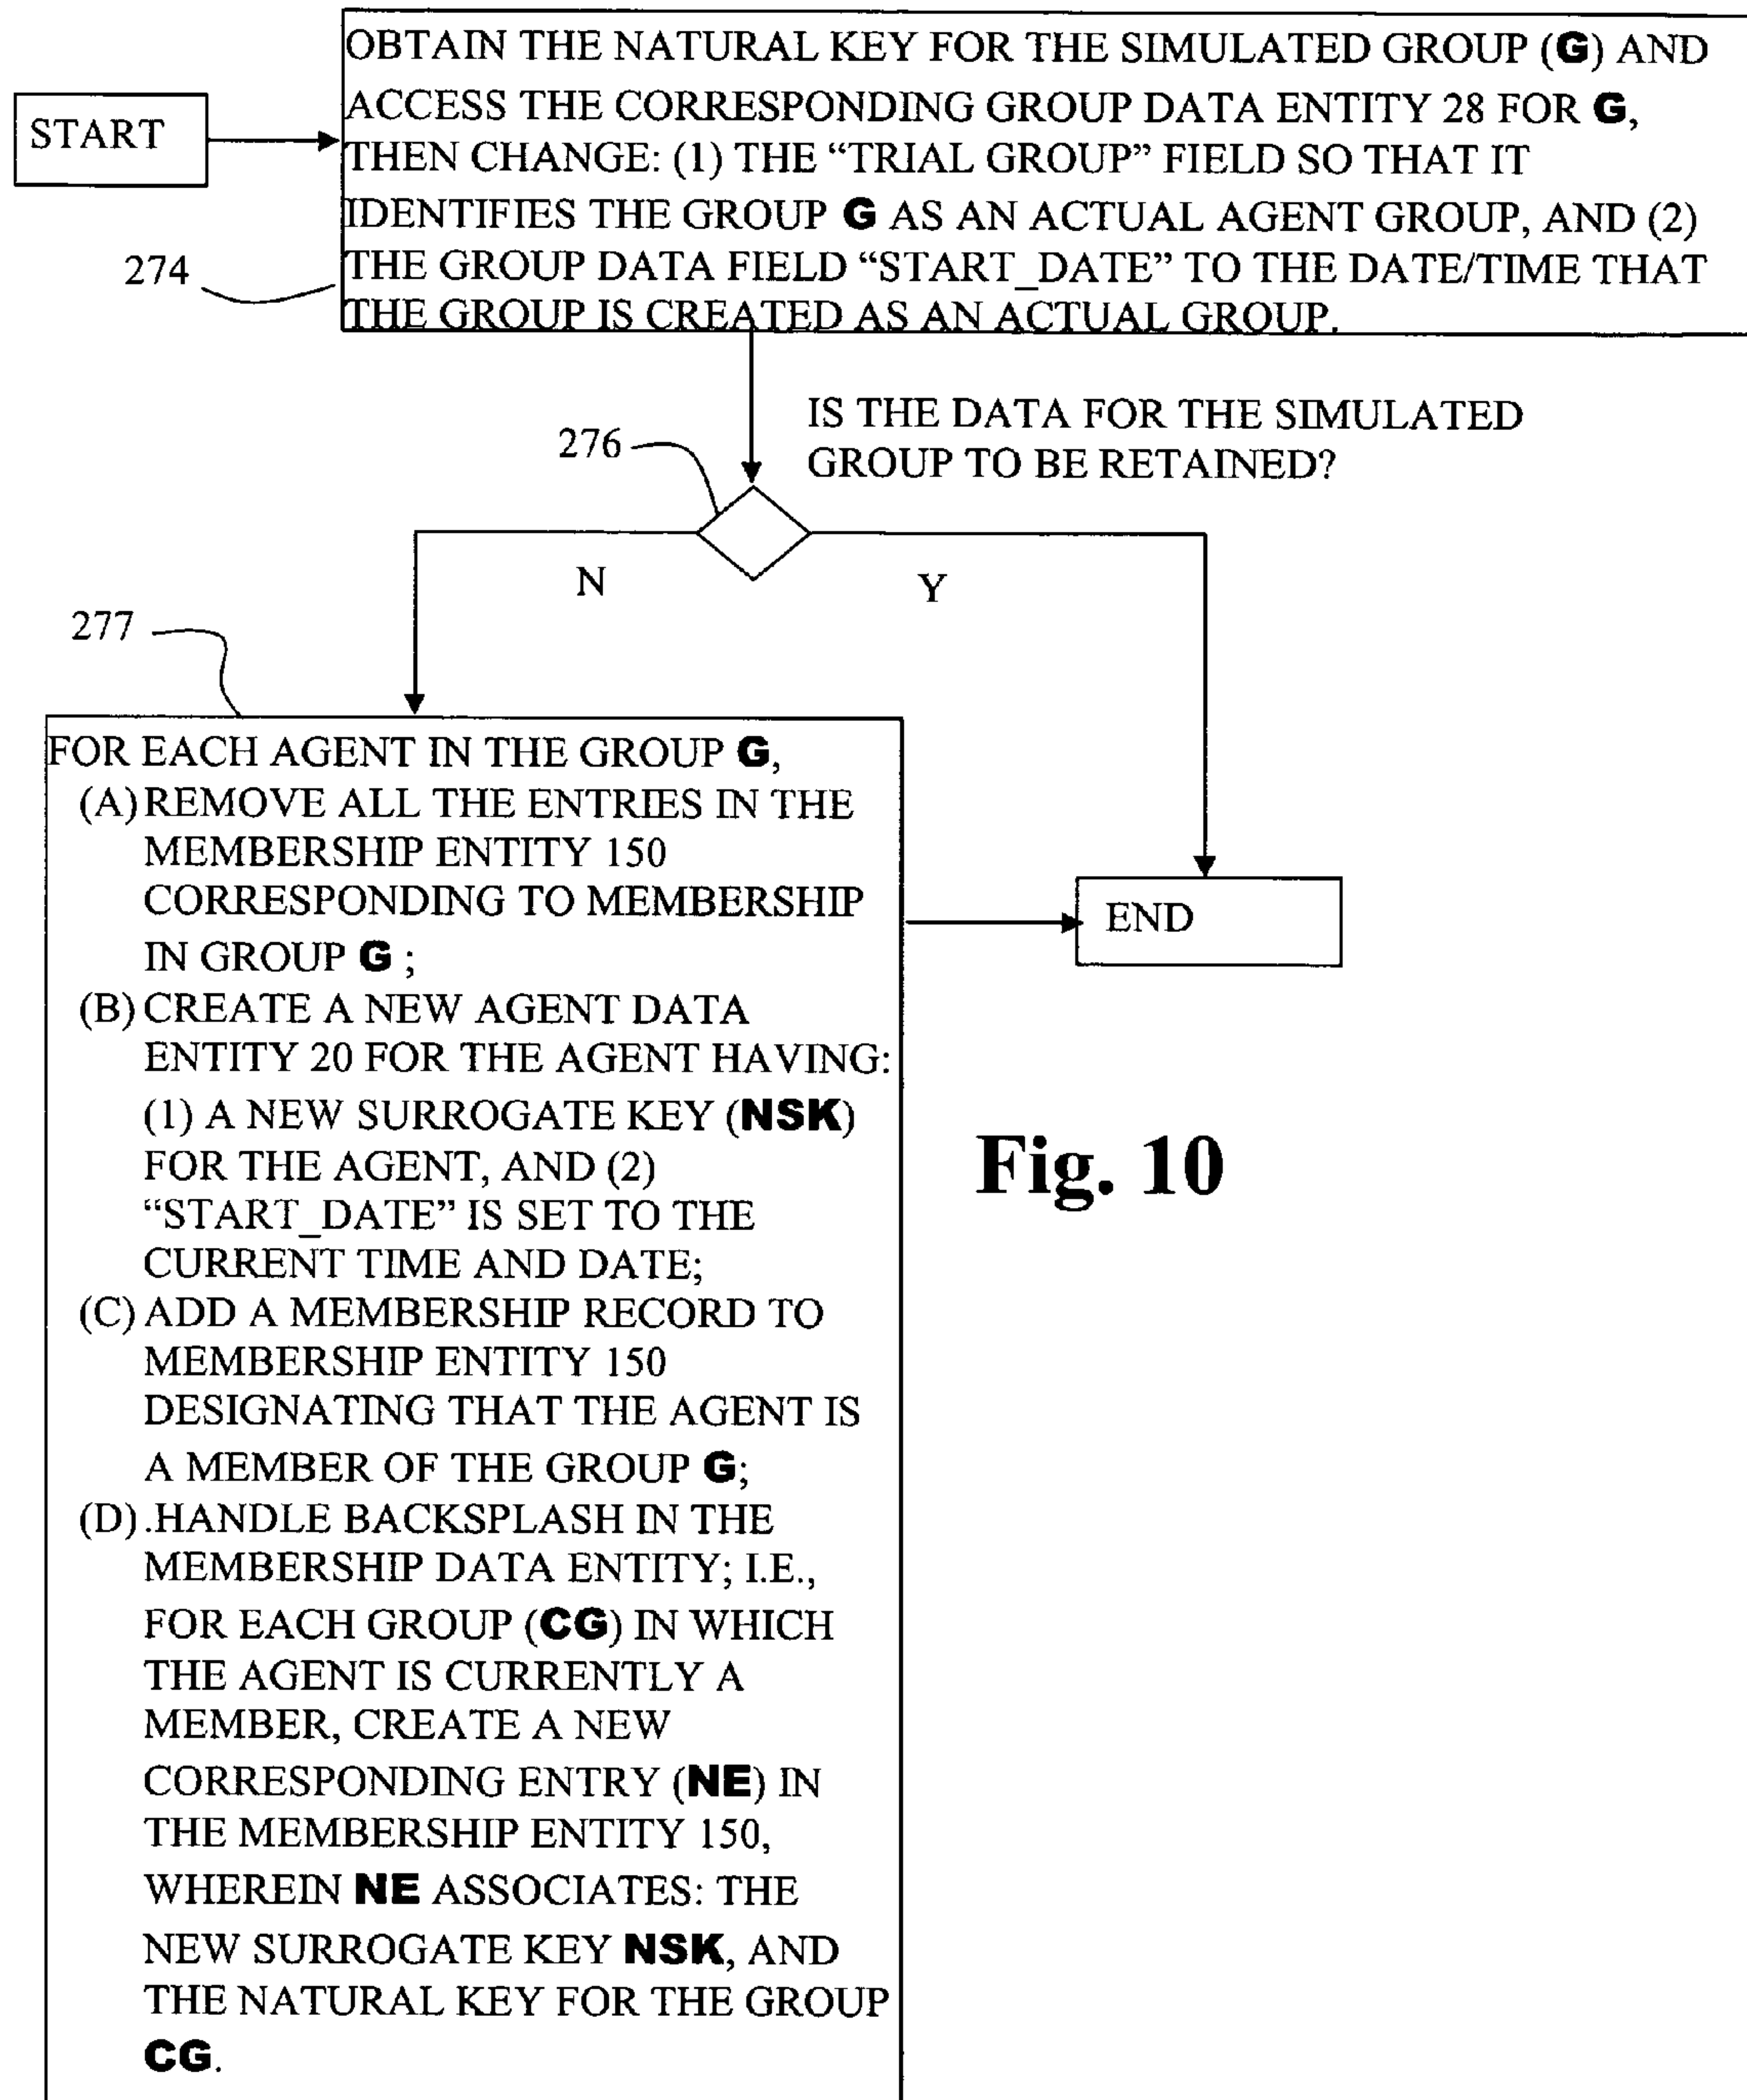 START
OBTAIN THE NATURAL KEY FOR THE SIMULATED GROUP (G) AND
ACCESS THE CORRESPONDING GROUP DATA ENTITY 28 FOR G,
THEN CHANGE: (1) THE “TRIAL GROUP” FIELD SO THAT IT
IDENTIFIES THE GROUP G AS AN ACTUAL AGENT GROUP, AND (2)
THE GROUP DATA FIELD “START_DATE” TO THE DATE/TIME THAT
THE GROUP IS CREATED AS AN ACTUAL GROUP.
274
IS THE DATA FOR THE SIMULATED
GROUP TO BE RETAINED?
276
N
Y
277
FOR EACH AGENT IN THE GROUP G,
(A) REMOVE ALL THE ENTRIES IN THE
MEMBERSHIP ENTITY 150
CORRESPONDING TO MEMBERSHIP
IN GROUP G ;
(B) CREATE A NEW AGENT DATA
ENTITY 20 FOR THE AGENT HAVING:
(1) A NEW SURROGATE KEY (NSK)
FOR THE AGENT, AND (2)
“START_DATE” IS SET TO THE
CURRENT TIME AND DATE;
(C) ADD A MEMBERSHIP RECORD TO
MEMBERSHIP ENTITY 150
DESIGNATING THAT THE AGENT IS
A MEMBER OF THE GROUP G;
(D) .HANDLE BACKSPLASH IN THE
MEMBERSHIP DATA ENTITY; I.E.,
FOR EACH GROUP (CG) IN WHICH
THE AGENT IS CURRENTLY A
MEMBER, CREATE A NEW
CORRESPONDING ENTRY (NE) IN
THE MEMBERSHIP ENTITY 150,
WHEREIN NE ASSOCIATES: THE
NEW SURROGATE KEY NSK, AND
THE NATURAL KEY FOR THE GROUP
CG.
END
Fig. 10